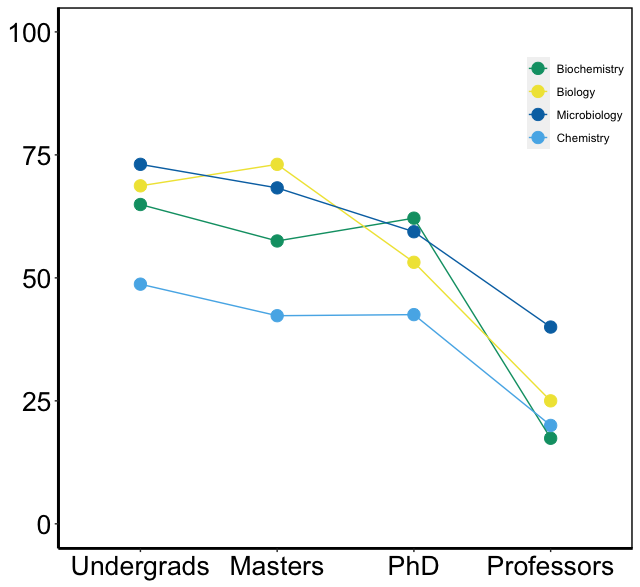 100
75
50
25
0
Biochemistry
Biology
Microbiology
Chemistry
Undergrads Masters PhD Professors